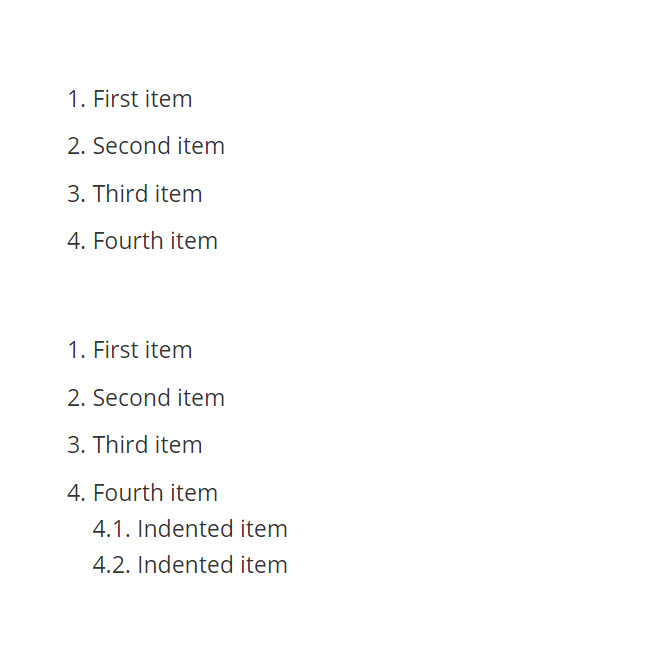 1. First item
2. Second item
3. Third item
4. Fourth item
1. First item
2. Second item
3. Third item
4. Fourth item
4.1. Indented item
4.2. Indented item